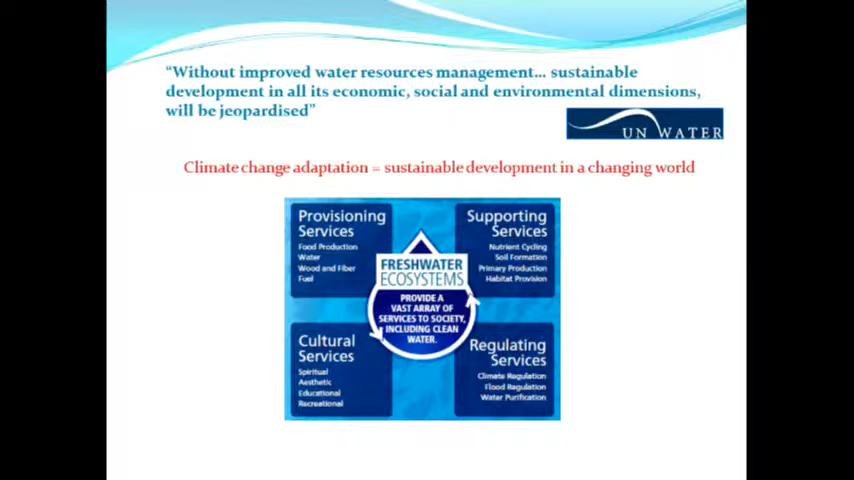 “Without improved water resources management... sustainable
development in all its economic, social and environmental dimensions,
will be jeopardised”
UN WATER
Climate change adaptation = sustainable development in a changing world
Provisioning
Services
Food Production
Water
Wood and Fiber
Fuel
Supporting
Services
Nutrient Cycling
Soil Formation
Primary Production
Habitat Provision
FRESHWATER
ECOSYSTEMS
PROVIDE A
VAST ARRAY OF
SERVICES TO SOCIETY,
INCLUDING CLEAN
WATER.
Cultural
Services
Spiritual
Aesthetic
Educational
Recreational
Regulating
Services
Climate Regulation
Flood Regulation
Water Purification